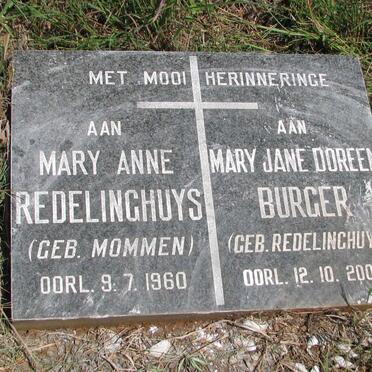 MET MOOI HERINNERINGE
AAN
MARY ANNE
REDELINGHUYS
(GEB. MOMMEN)
OORL. 9.7.1960
AAN
MARY JANE DOREEN
BURGER
(GEB. REDELINGHUY
OORL. 12.10.200